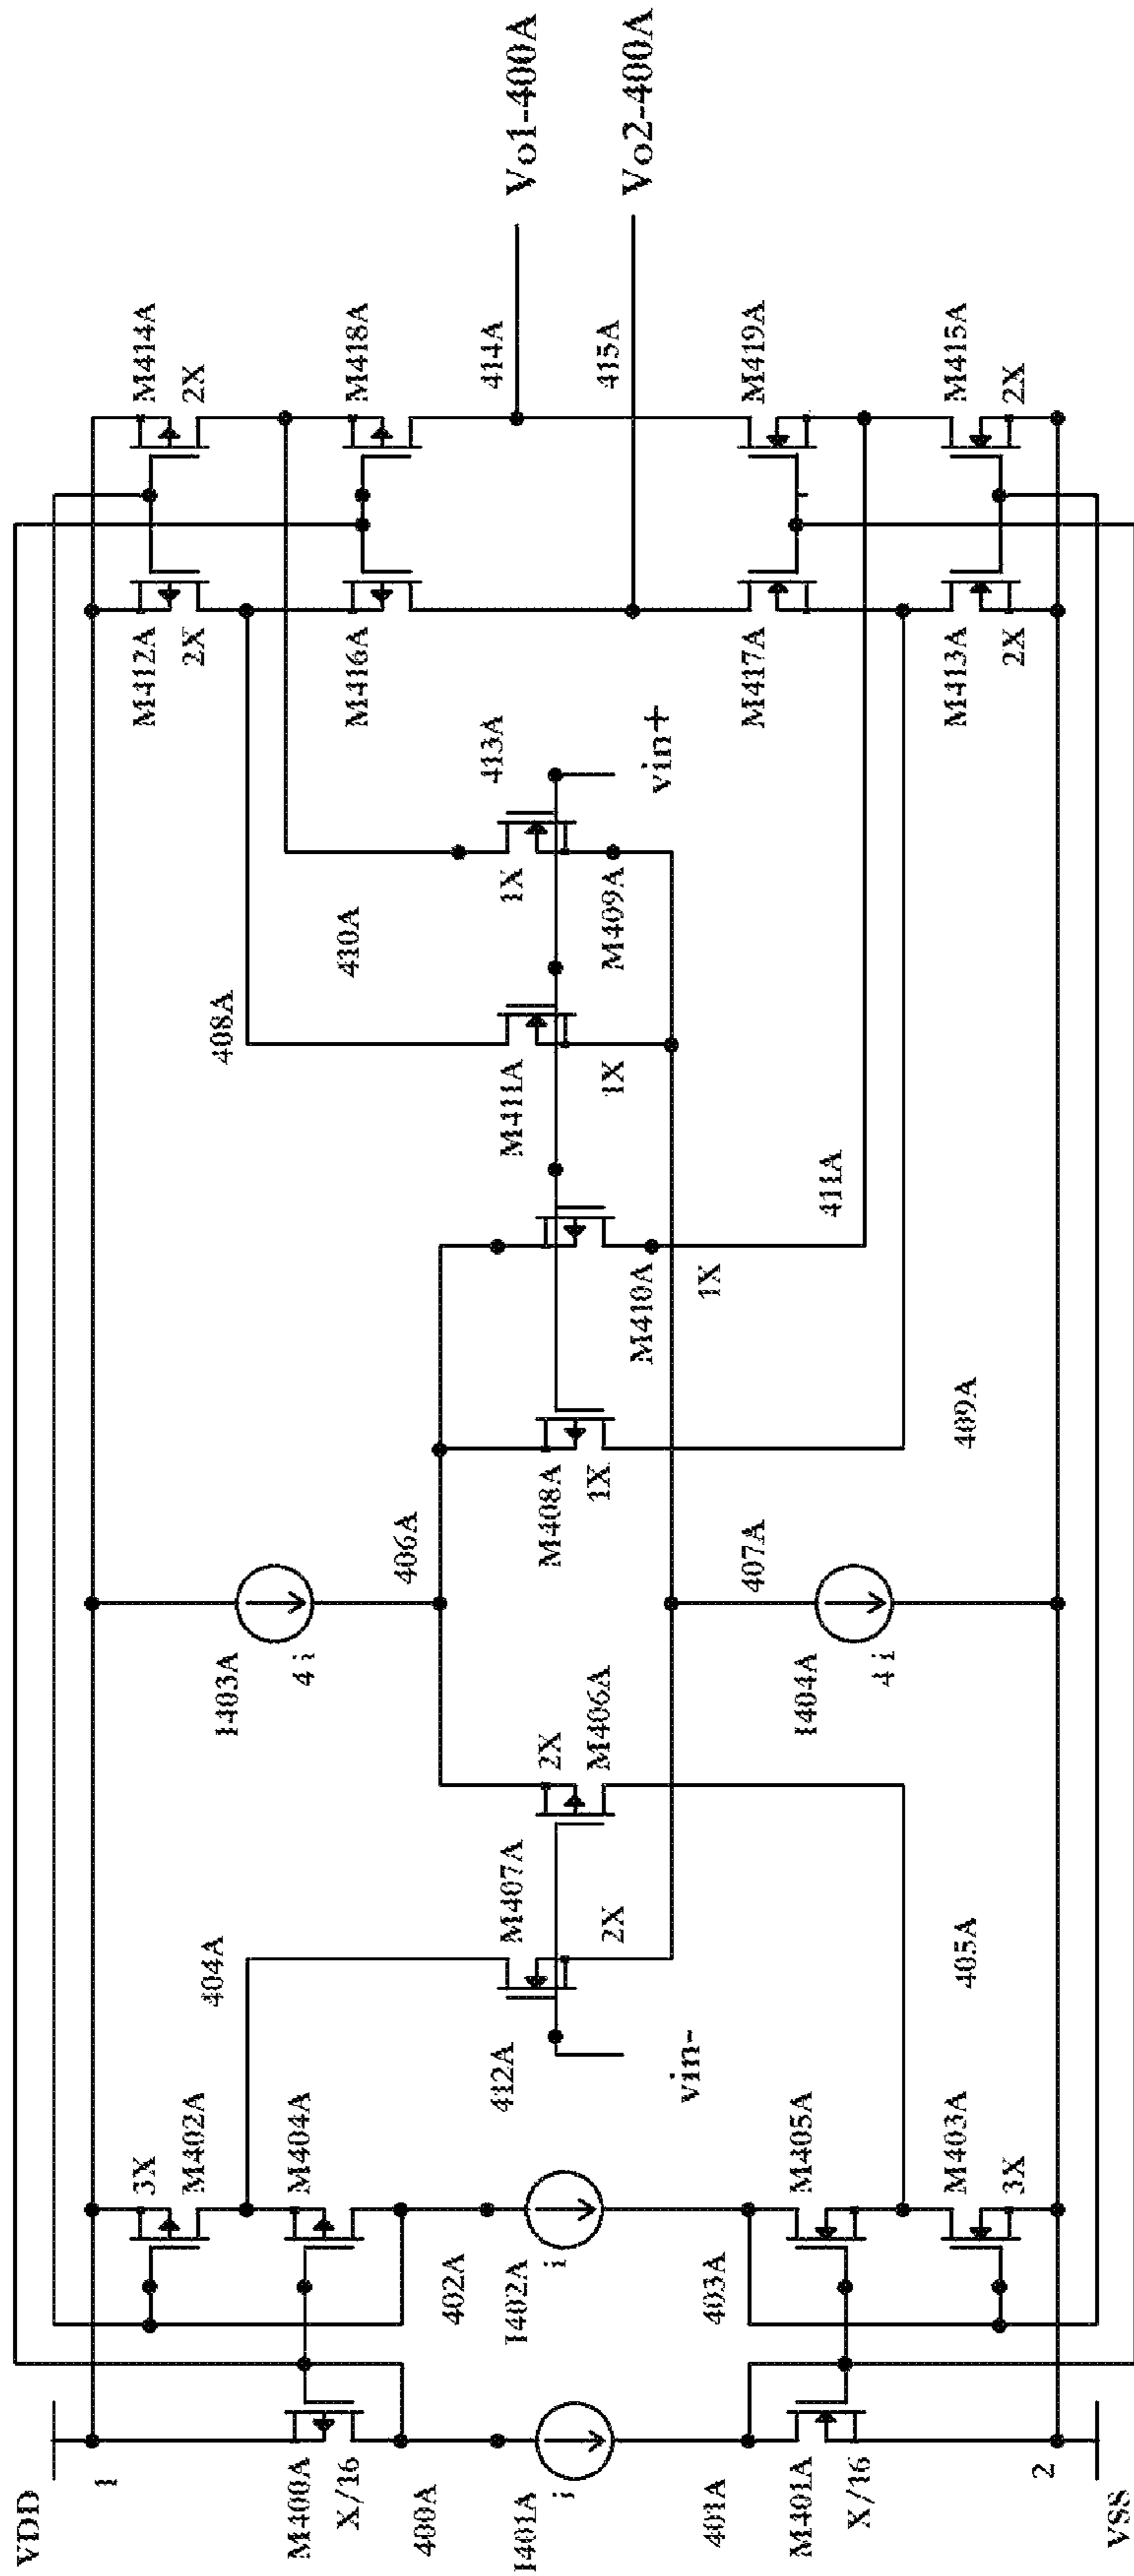 VDD
1
M400A
X/16
400A
I401A
i
401A
M401A
X/16
2
VSS
3X
M402A
M404A
402A
I402A
i
403A
M405A
M403A
3X
404A
412A
vin-
M407A
2X
2X
M406A
405A
I403A
4 i
406A
407A
I404A
4 i
M408A
1X
409A
M410A
1X
411A
408A
M411A
1X
410A
1X
M409A
413A
vin+
M412A
2X
M416A
M417A
M413A
2X
M414A
2X
M418A
414A
415A
M419A
M415A
2X
Vo1-400A
Vo2-400A